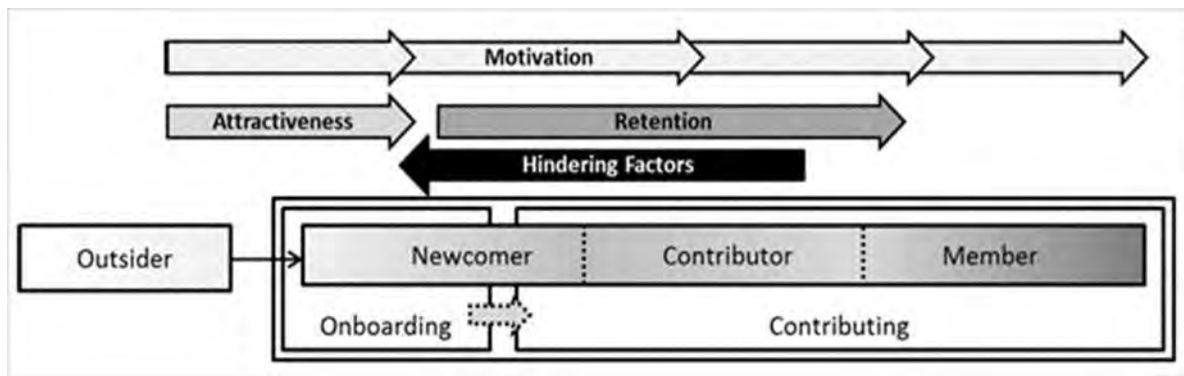 Motivation
Attractiveness
Retention
Hindering Factors
Outsider
Newcomer
Contributor
Member
Onboarding
Contributing